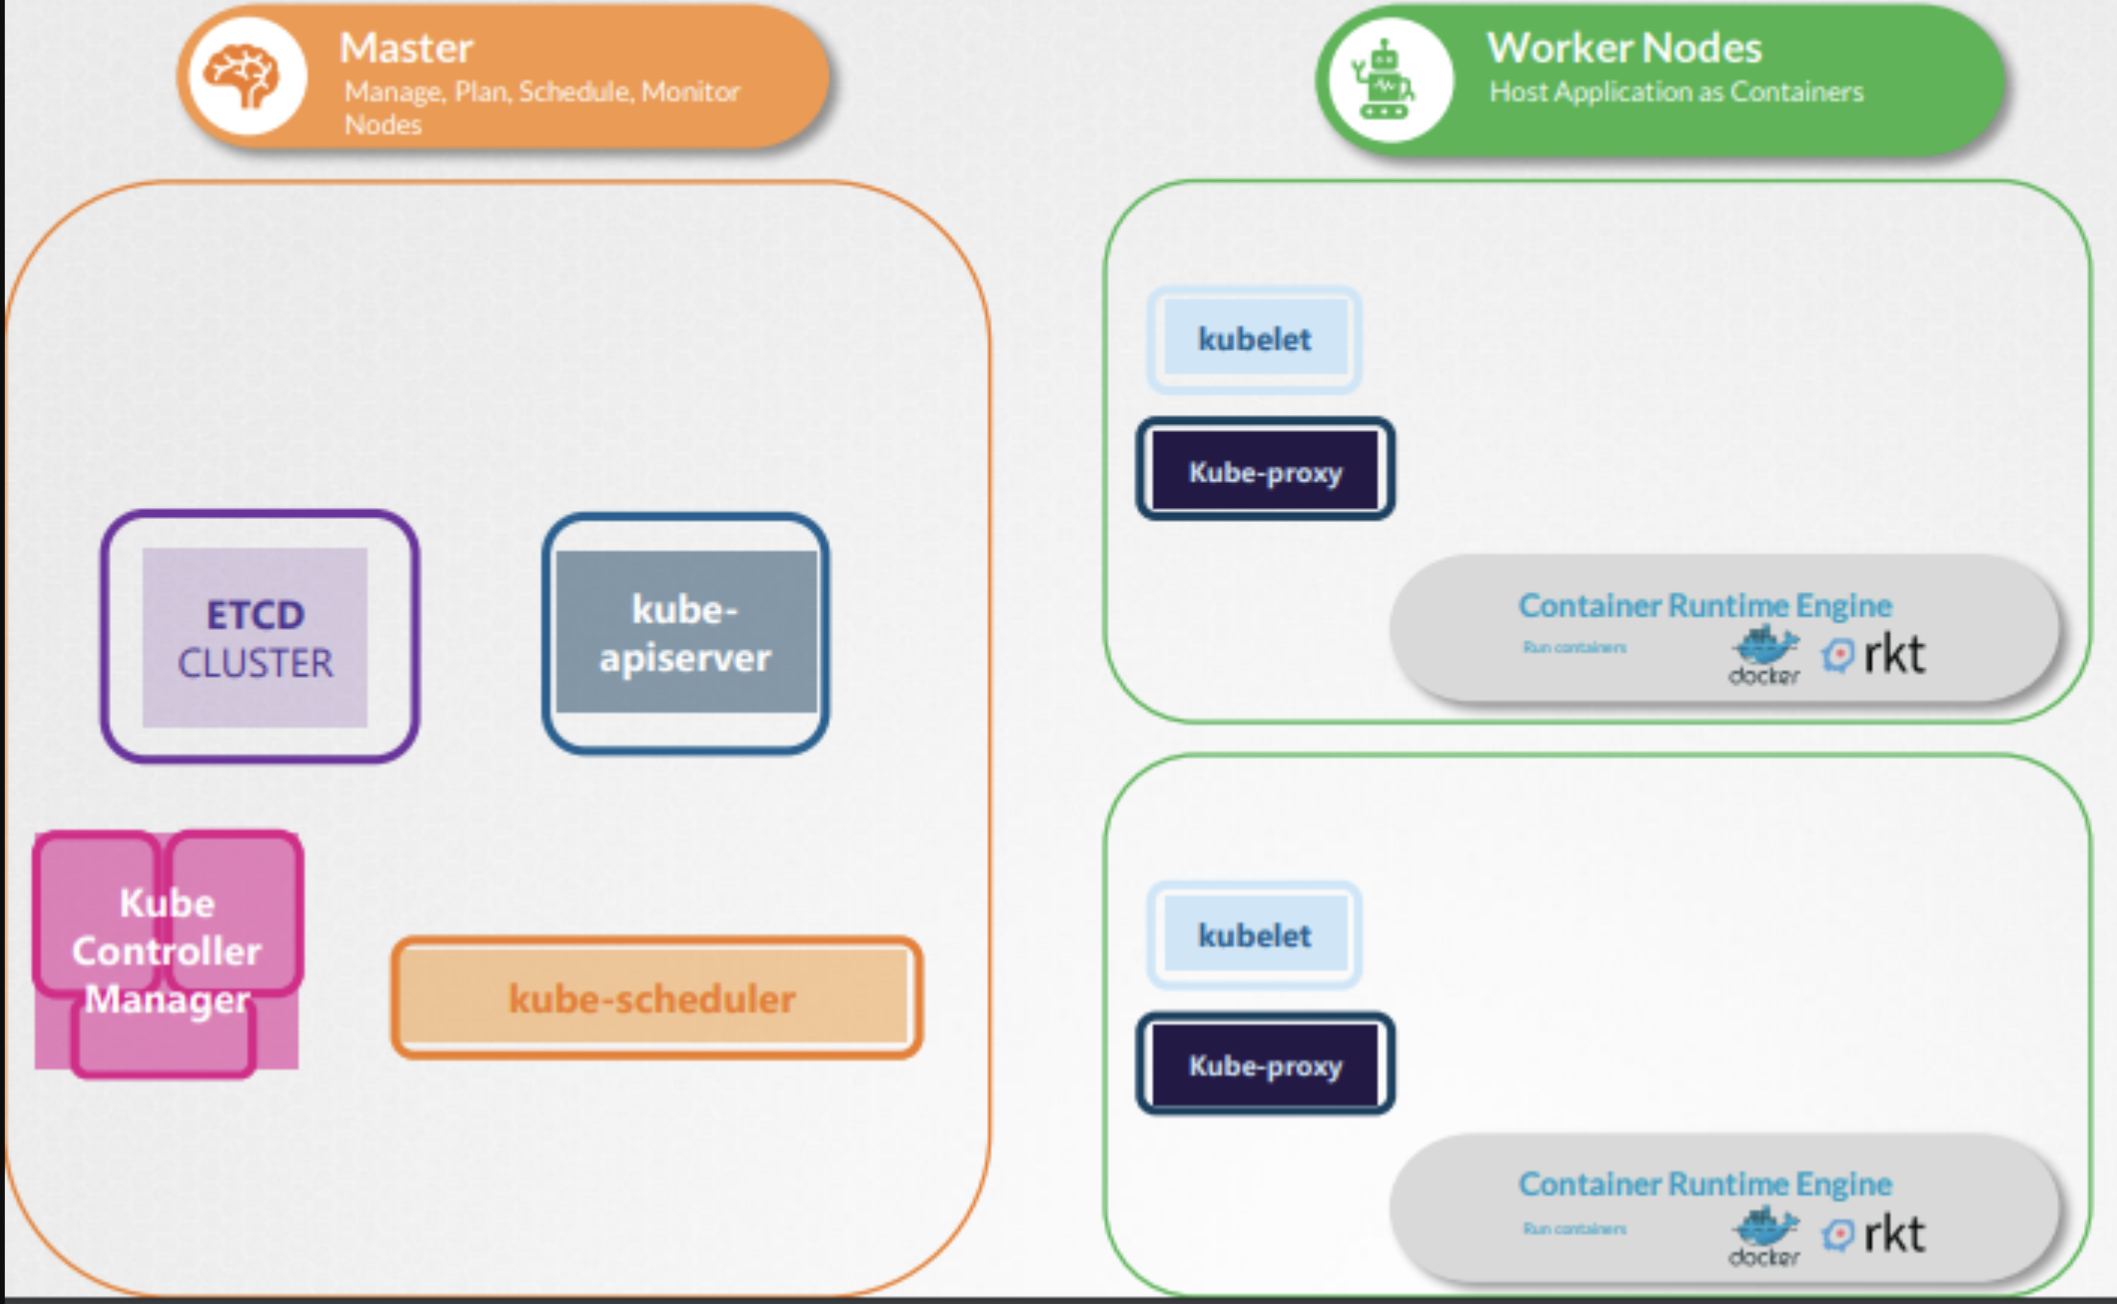 Master
Manage, Plan, Schedule, Monitor
Nodes
ETCD
CLUSTER
kube-
apiserver
Kube
Controller
Manager
kube-scheduler
Worker Nodes
Host Application as Containers
kubelet
Kube-proxy
Container Runtime Engine
Run containers
docker
rkt
kubelet
Kube-proxy
Container Runtime Engine
Run containers
docker
rkt